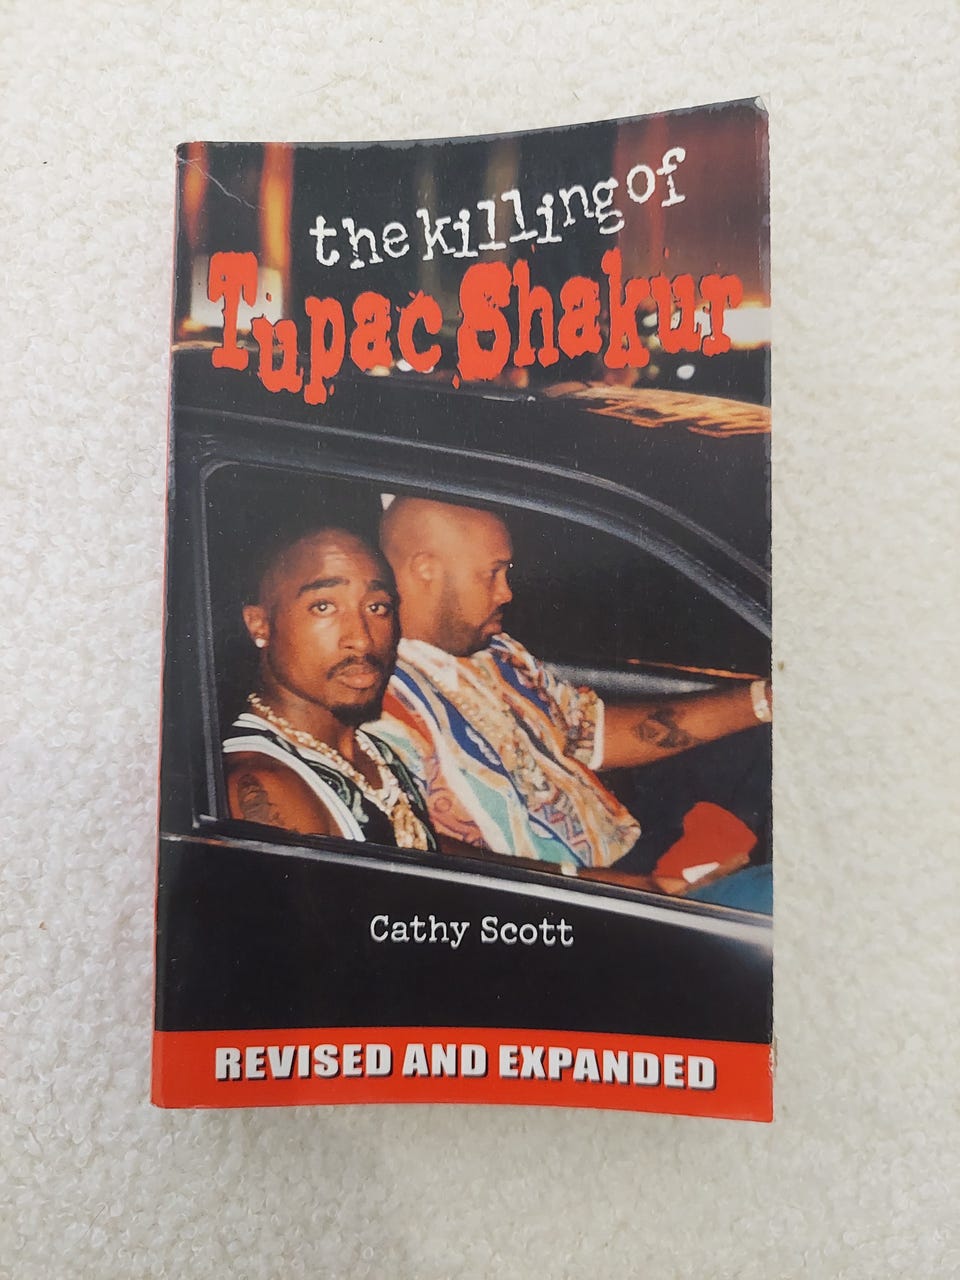 the killing of
Tupac Shakur
Cathy Scott
REVISED AND EXPANDED